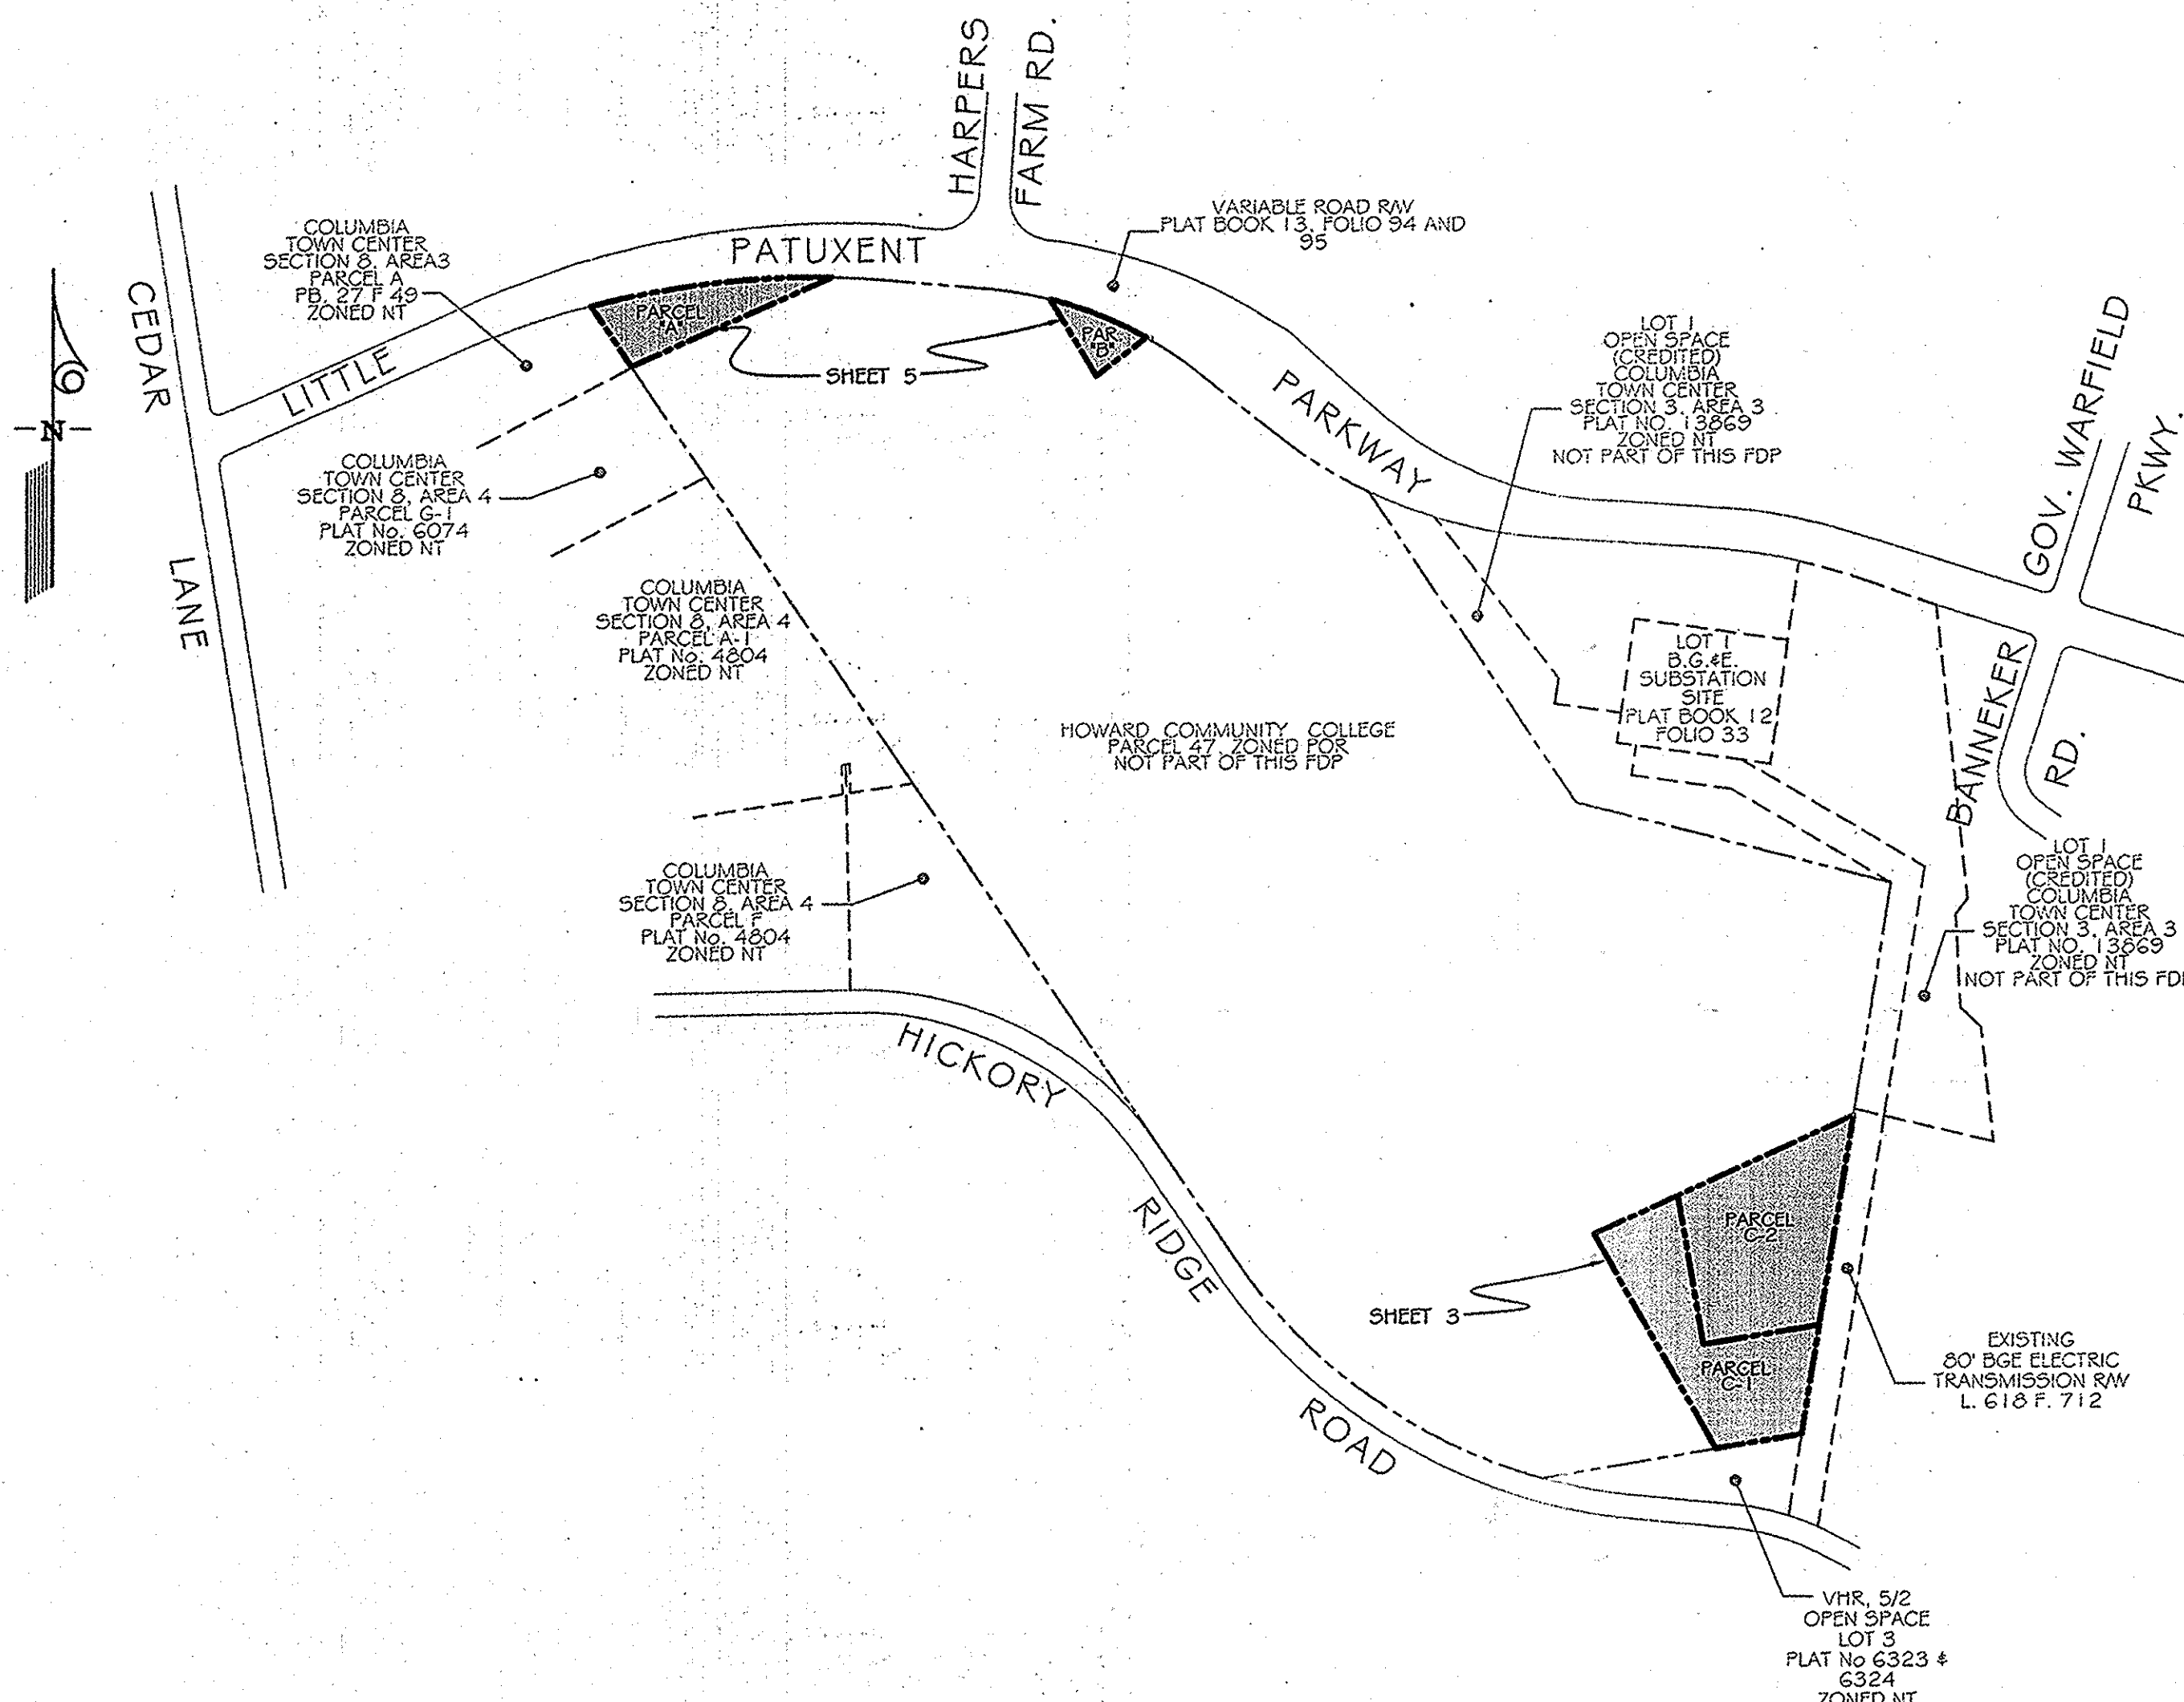 HARPERS
FARM RD.
VARIABLE ROAD R/W
PLAT BOOK 13, FOLIO 94 AND
95
COLUMBIA
TOWN CENTER
SECTION 8, AREA3
PARCEL A
PB. 27 F 49
ZONED NT
CEDAR
LANE
LITTLE
PATUXENT
PARKWAY
PARCEL
"A"
PAR.
"B"
SHEET 5
N
LOT 1
OPEN SPACE
(CREDITED)
COLUMBIA
TOWN CENTER
SECTION 3, AREA 3
PLAT NO. 13869
ZONED NT
NOT PART OF THIS FDP
GOV. WARFIELD
PKWY.
COLUMBIA
TOWN CENTER
SECTION 8, AREA 4
PARCEL G-1
PLAT No. 6074
ZONED NT
COLUMBIA
TOWN CENTER
SECTION 8, AREA 4
PARCEL A-1
PLAT No. 4804
ZONED NT
LOT 1
B.G.&E.
SUBSTATION
SITE
PLAT BOOK 12
FOLIO 33
BANNEKER
RD.
HOWARD COMMUNITY COLLEGE
PARCEL 47, ZONED POR
NOT PART OF THIS FDP
COLUMBIA
TOWN CENTER
SECTION 8, AREA 4
PARCEL F
PLAT No. 4804
ZONED NT
LOT 1
OPEN SPACE
(CREDITED)
COLUMBIA
TOWN CENTER
SECTION 3, AREA 3
PLAT NO. 13869
ZONED NT
NOT PART OF THIS FDP
HICKORY
RIDGE
ROAD
PARCEL
C-2
SHEET 3
PARCEL
C-1
EXISTING
80' BGE ELECTRIC
TRANSMISSION R/W
L. 618 F. 712
VHR, 5/2
OPEN SPACE
LOT 3
PLAT No 6323 &
6324
ZONED NT